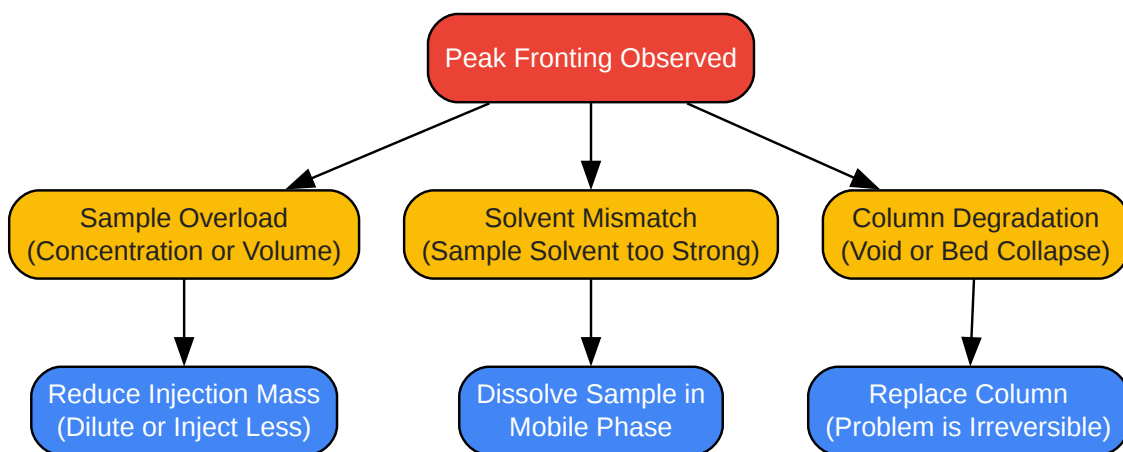 Peak Fronting Observed
Sample Overload
(Concentration or Volume)
Solvent Mismatch
(Sample Solvent too Strong)
Column Degradation
(Void or Bed Collapse)
Reduce Injection Mass
(Dilute or Inject Less)
Dissolve Sample in
Mobile Phase
Replace Column
(Problem is Irreversible)